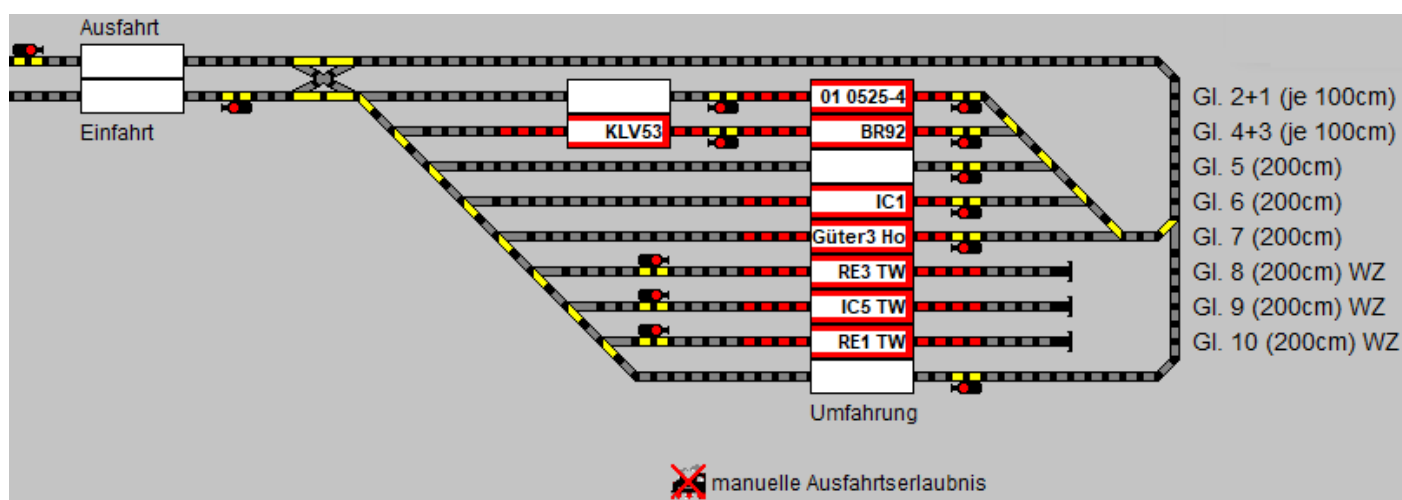 Ausfahrt
Einfahrt
01 0525-4
Gl. 2+1 (je 100cm)
KLV53
BR92
Gl. 4+3 (je 100cm)
Gl. 5 (200cm)
IC1
Gl. 6 (200cm)
Güter3 Ho
Gl. 7 (200cm)
RE3 TW
Gl. 8 (200cm) WZ
IC5 TW
Gl. 9 (200cm) WZ
RE1 TW
Gl. 10 (200cm) WZ
Umfahrung
manuelle Ausfahrtserlaubnis